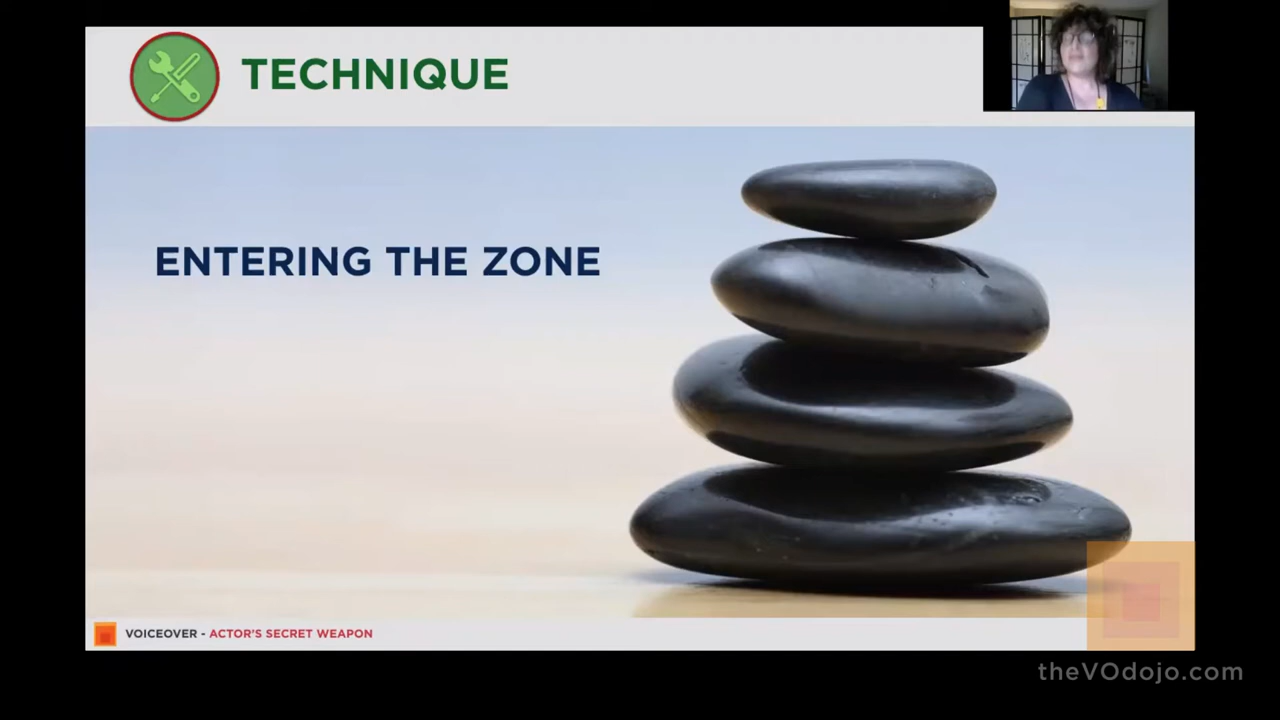 TECHNIQUE
ENTERING THE ZONE
VOICEOVER - ACTOR'S SECRET WEAPON
theVOdojo.com